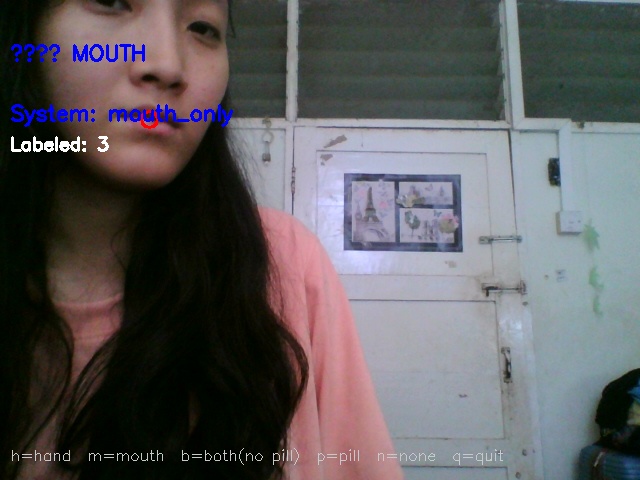 ???? MOUTH
System: mouth_only
Labeled: 3
h=hand m=mouth b=both(no pill) p=pill n=none q=quit